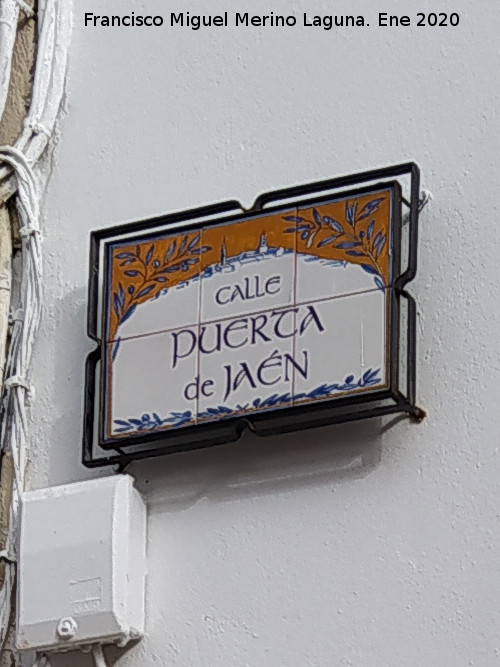 Francisco Miguel Merino Laguna. Ene 2020
CALLE
PUERTA
de JAÉN